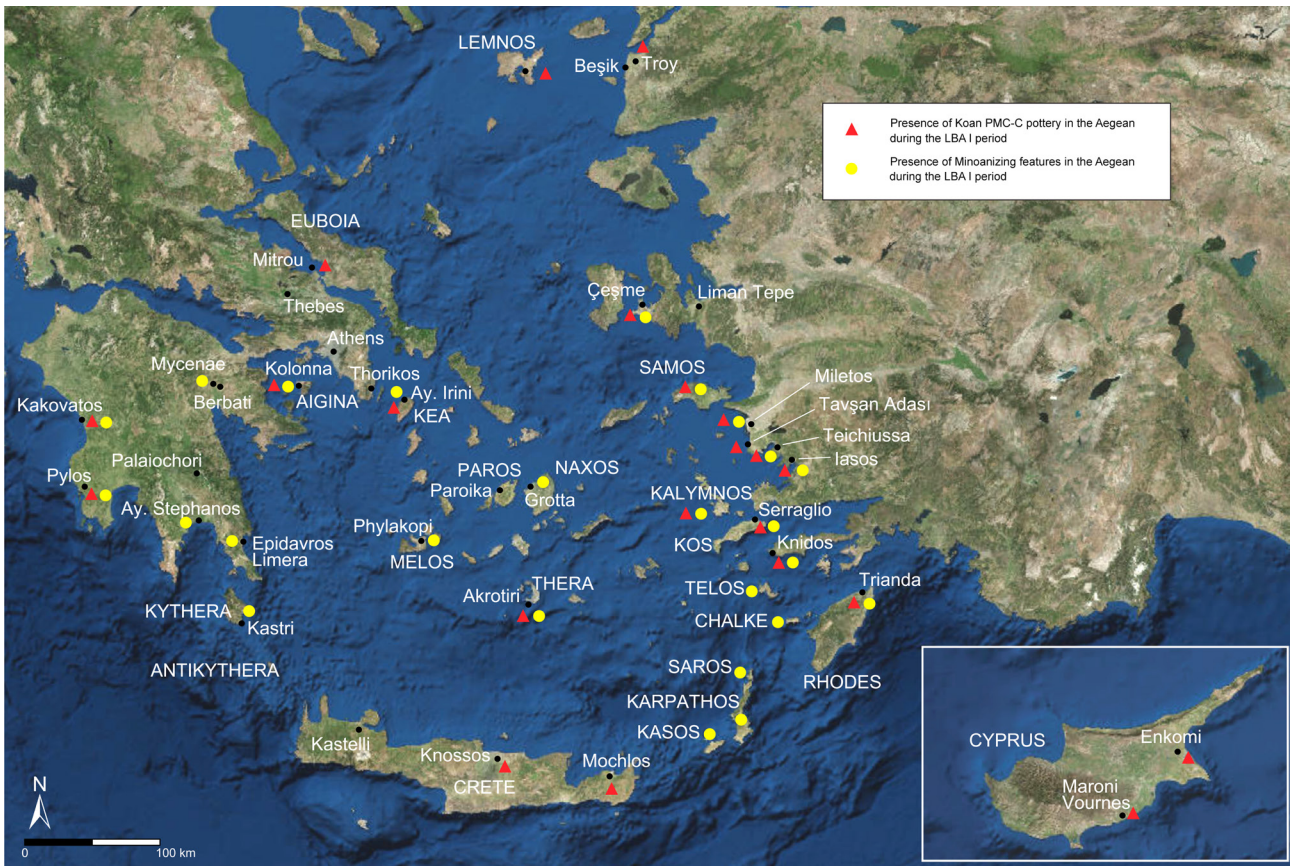 LEMNOS
Beşik
Troy
Presence of Koan PMC-C pottery in the Aegean
during the LBA I period
Presence of Minoanizing features in the Aegean
during the LBA I period
EUBOIA
Mitrou
Thebes
Çeşme
Liman Tepe
Athens
Mycenae
Kolonna
Thorikos
Berbati
AIGINA
Ay. Irini
KEA
SAMOS
Miletos
Tavşan Adası
Teichiussa
Iasos
Kakovatos
Palaiochori
Pylos
Ay. Stephanos
Epidavros
Limera
PAROS
Paroika
NAXOS
Grotta
KALYMNOS
Serraglio
KOS
Knidos
Phylakopi
MELOS
Akrotiri
THERA
TELOS
CHALKE
Trianda
RHODES
KYTHERA
Kastri
ANTIKYTHERA
SAROS
KARPATHOS
KASOS
Kastelli
Knossos
CRETE
Mochlos
CYPRUS
Enkomi
Maroni
Vournes
N
0
100 km